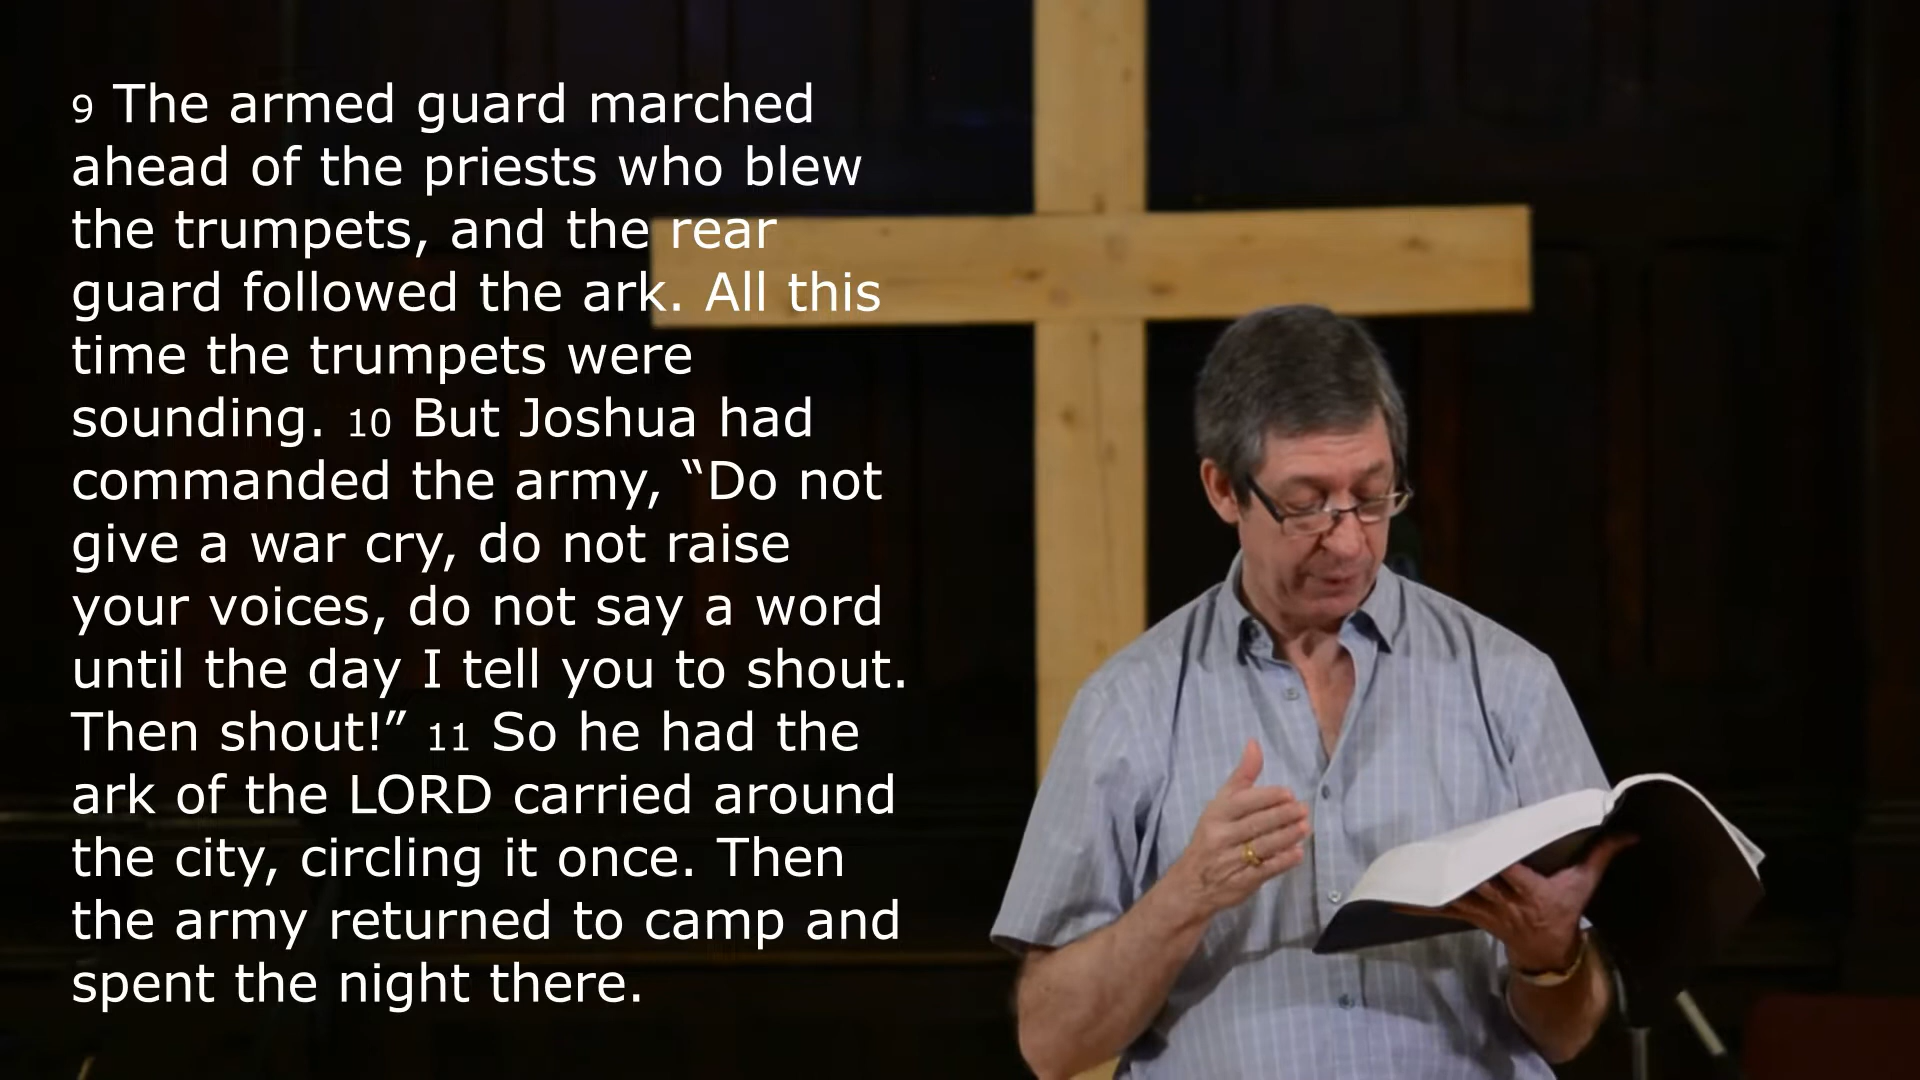 9 The armed guard marched
ahead of the priests who blew
the trumpets, and the rear
guard followed the ark. All this
time the trumpets were
sounding. 10 But Joshua had
commanded the army, “Do not
give a war cry, do not raise
your voices, do not say a word
until the day I tell you to shout.
Then shout!” 11 So he had the
ark of the LORD carried around
the city, circling it once. Then
the army returned to camp and
spent the night there.